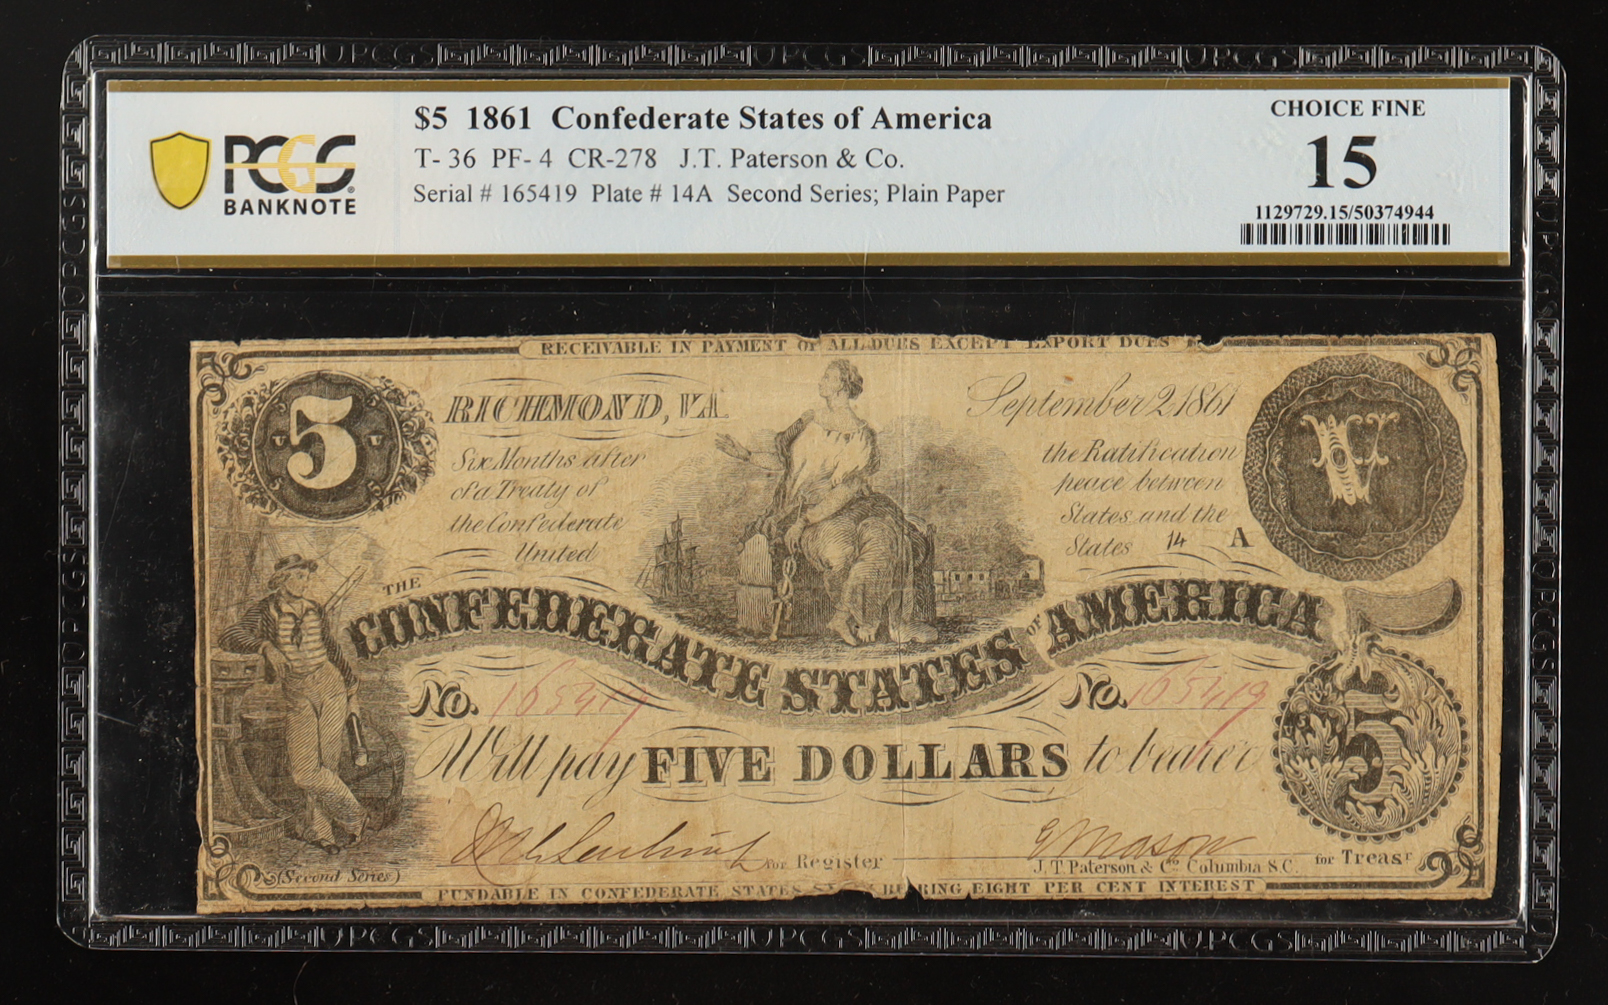 PCGS
BANKNOTE
$5 1861 Confederate States of America
T- 36 PF- 4 CR-278 J.T. Paterson & Co.
Serial # 165419 Plate # 14A Second Series; Plain Paper
CHOICE FINE
15
1129729.15/50374944
RECEIVABLE IN PAYMENT OF ALL DUES EXCEPT EXPORT DUES
5
RICHMOND, VA.
September 2, 1861
V
Six Months after the Ratification
of a Treaty of peace between
the Confederate States and the
United States 14 A
THE
CONFEDERATE STATES OF AMERICA
No. 165419 No. 165419
5
Will pay FIVE DOLLARS to bearer
for Register E Mason for Treasr
J.T. Paterson & Co. Columbia S.C.
(Second Series)
FUNDABLE IN CONFEDERATE STATES BEARING EIGHT PER CENT INTEREST